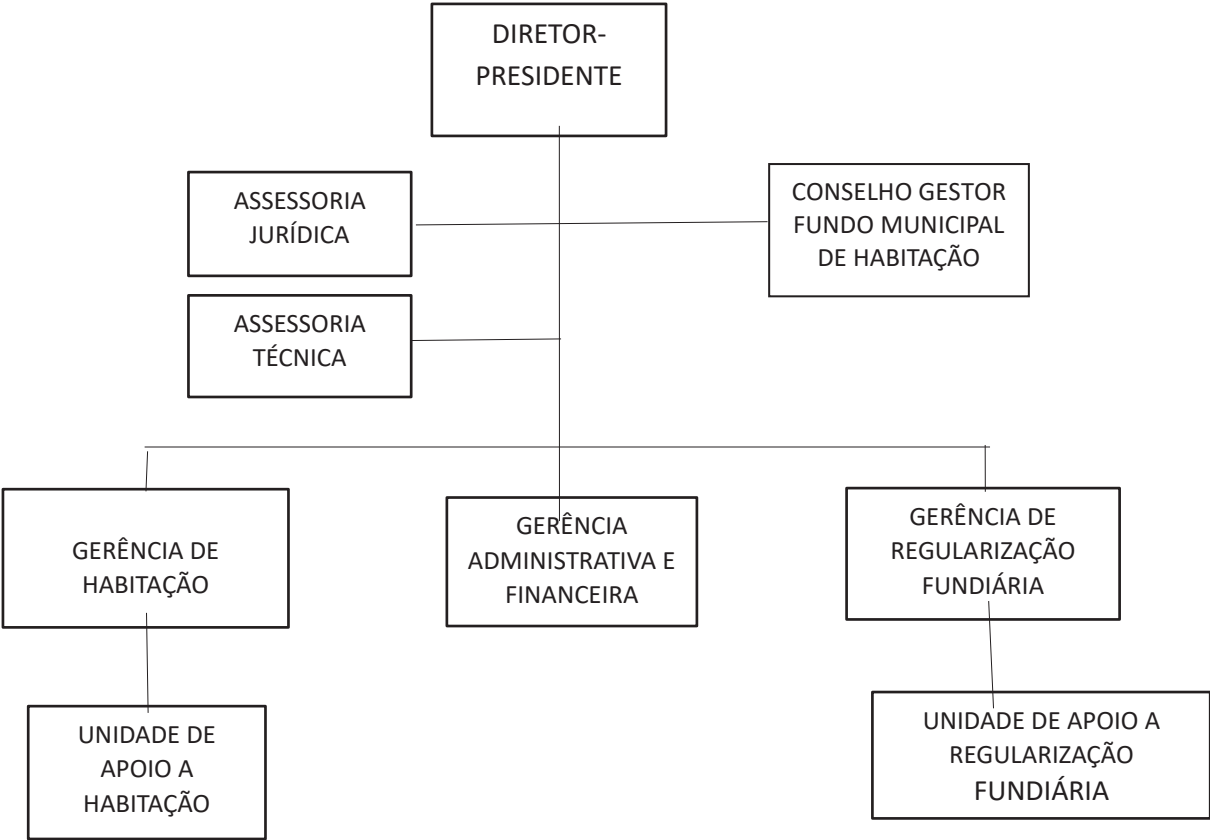 DIRETOR-
PRESIDENTE
ASSESSORIA
JURÍDICA
CONSELHO GESTOR
FUNDO MUNICIPAL
DE HABITAÇÃO
ASSESSORIA
TÉCNICA
GERÊNCIA DE
HABITAÇÃO
GERÊNCIA
ADMINISTRATIVA E
FINANCEIRA
GERÊNCIA DE
REGULARIZAÇÃO
FUNDIÁRIA
UNIDADE DE
APOIO A
HABITAÇÃO
UNIDADE DE APOIO A
REGULARIZAÇÃO
FUNDIÁRIA